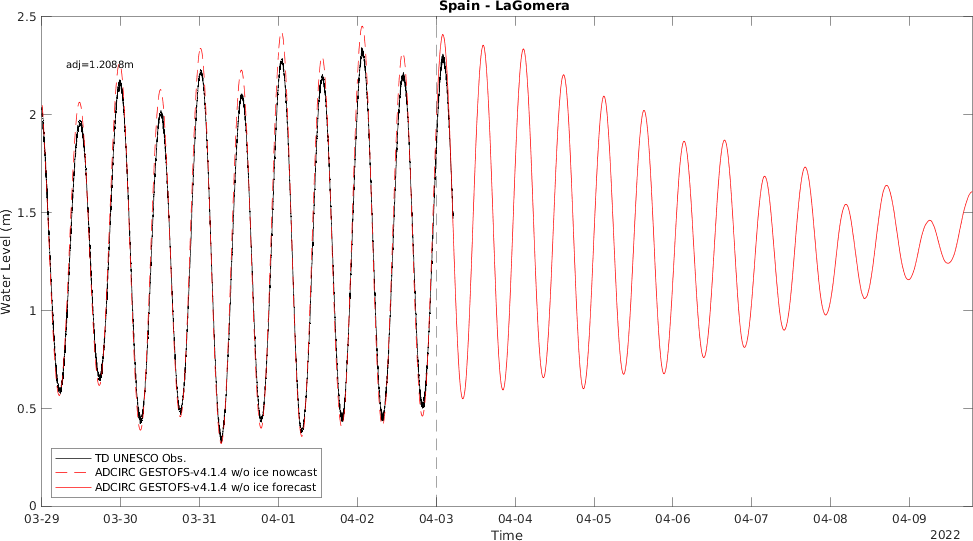 Spain - LaGomera
2.5
adj=1.2088m
2
1.5
1
0.5
0
Water Level (m)
TD UNESCO Obs.
ADCIRC GESTOFS-v4.1.4 w/o ice nowcast
ADCIRC GESTOFS-v4.1.4 w/o ice forecast
03-29 03-30 03-31 04-01 04-02 04-03 04-04 04-05 04-06 04-07 04-08 04-09
Time
2022